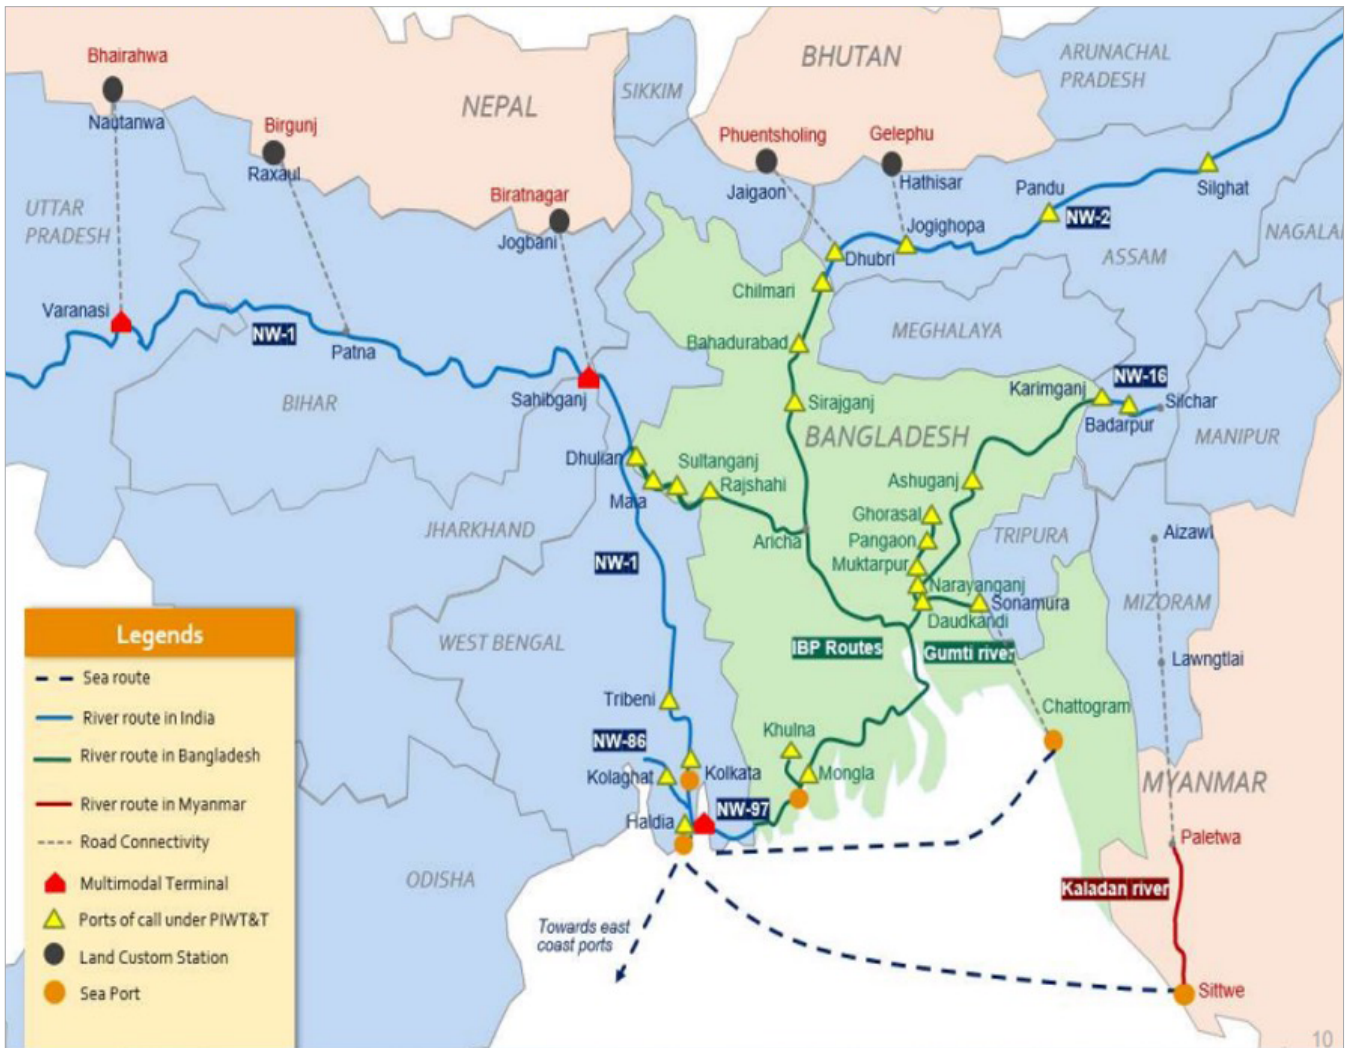 Bhairahwa
Nautanwa
Birgunj
Raxaul
NEPAL
SIKKIM
BHUTAN
ARUNACHAL
PRADESH
Phuentsholing
Gelephu
Jaigaon
Hathisar
Pandu
NW-2
Silghat
Biratnagar
Jogbani
UTTAR
PRADESH
Jogighopa
Dhubri
ASSAM
NAGALA
Chilmari
Varanasi
NW-1
Patna
Bahadurabad
MEGHALAYA
Sahibganj
BIHAR
Sirajganj
Karimganj
NW-16
Silchar
Badarpur
BANGLADESH
MANIPUR
Dhulian
Sultanganj
Rajshahi
Maia
Ashuganj
Ghorasal
JHARKHAND
Aricha
Pangaon
TRIPURA
Aizawl
NW-1
Muktarpur
Narayanganj
Sonamura
Daudkandi
MIZORAM
WEST BENGAL
IBP Routes
Gumti river
Lawngtlai
Tribeni
Chattogram
NW-86
Khulna
Kolaghat
Kolkata
Mongla
MYANMAR
Haldia
NW-97
Paletwa
ODISHA
Kaladan river
Towards east
coast ports
Sittwe
Legends
Sea route
River route in India
River route in Bangladesh
River route in Myanmar
Road Connectivity
Multimodal Terminal
Ports of call under PIWT&T
Land Custom Station
Sea Port
10